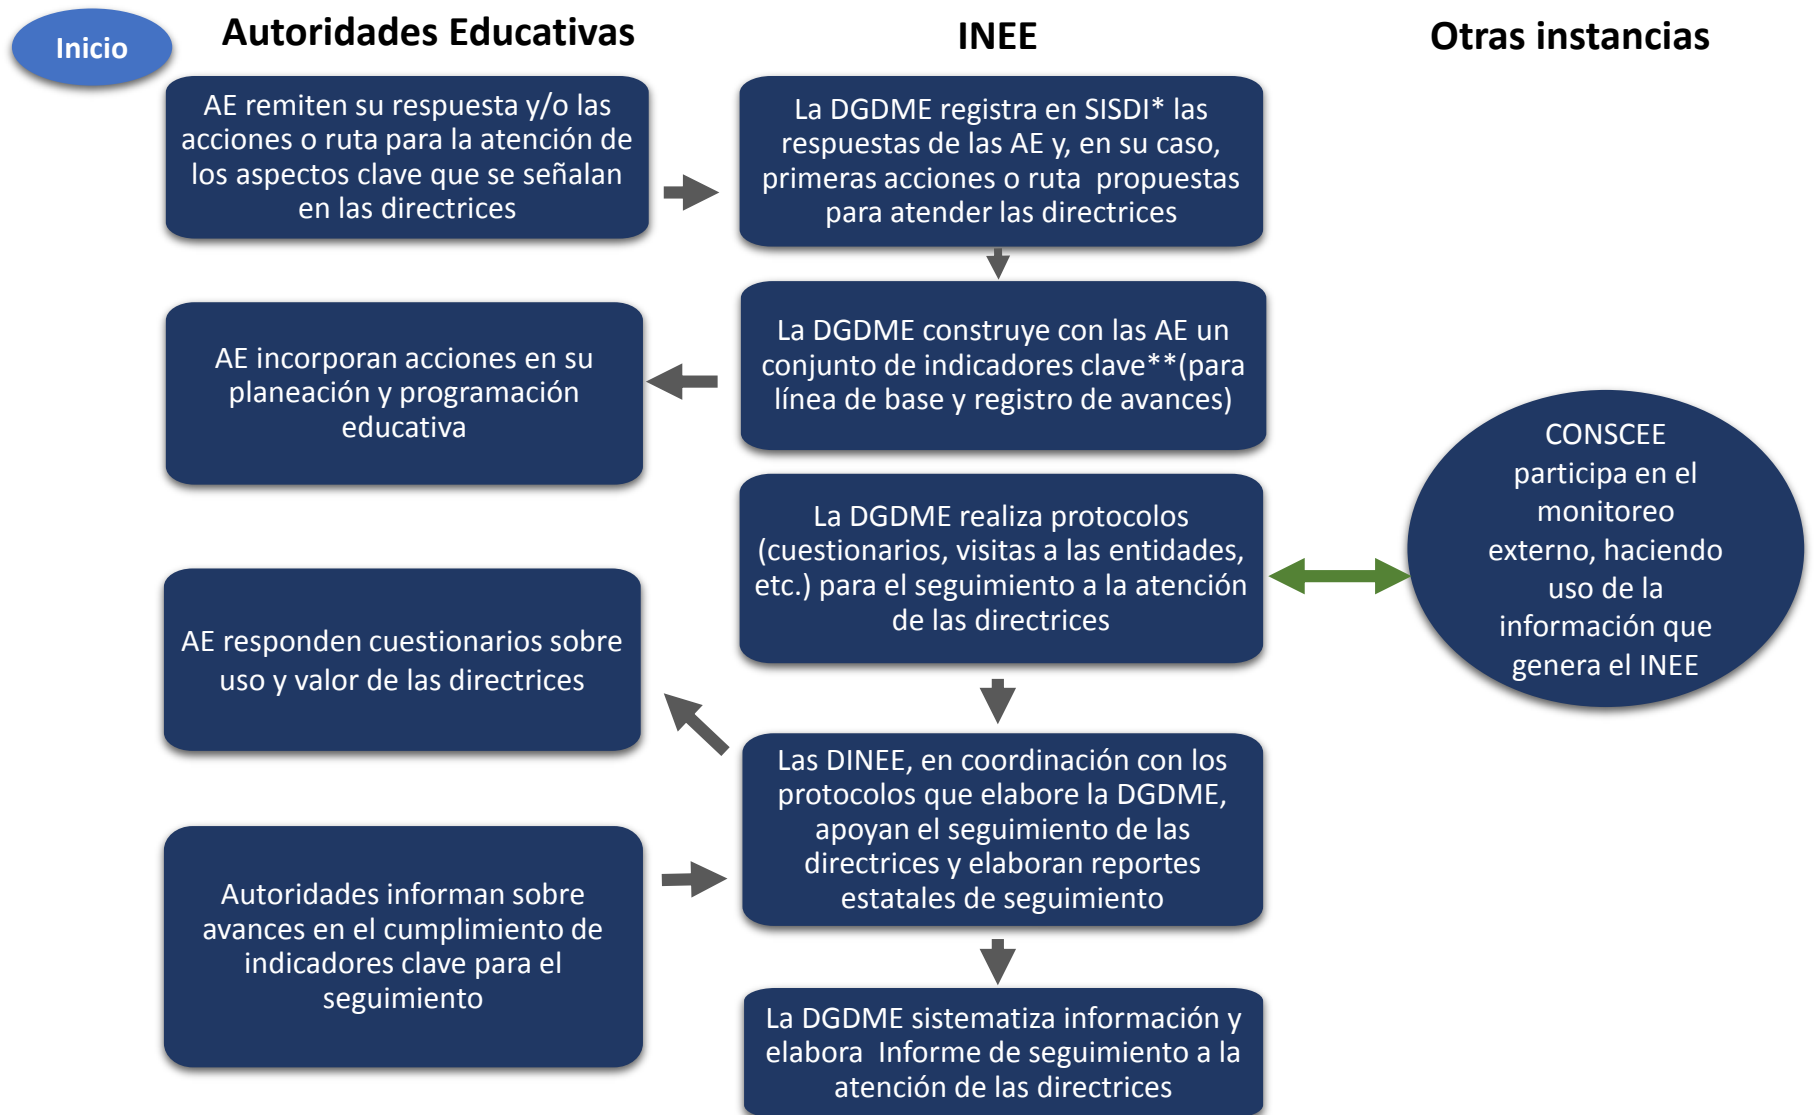 Inicio
Autoridades Educativas
INEE
Otras instancias
AE remiten su respuesta y/o las
acciones o ruta para la atención de
los aspectos clave que se señalan
en las directrices
La DGDME registra en SISDI* las
respuestas de las AE y, en su caso,
primeras acciones o ruta propuestas
para atender las directrices
AE incorporan acciones en su
planeación y programación
educativa
La DGDME construye con las AE un
conjunto de indicadores clave**(para
línea de base y registro de avances)
La DGDME realiza protocolos
(cuestionarios, visitas a las entidades,
etc.) para el seguimiento a la atención
de las directrices
CONSCEE
participa en el
monitoreo
externo, haciendo
uso de la
información que
genera el INEE
AE responden cuestionarios sobre
uso y valor de las directrices
Las DINEE, en coordinación con los
protocolos que elabore la DGDME,
apoyan el seguimiento de las
directrices y elaboran reportes
estatales de seguimiento
Autoridades informan sobre
avances en el cumplimiento de
indicadores clave para el
seguimiento
La DGDME sistematiza información y
elabora Informe de seguimiento a la
atención de las directrices